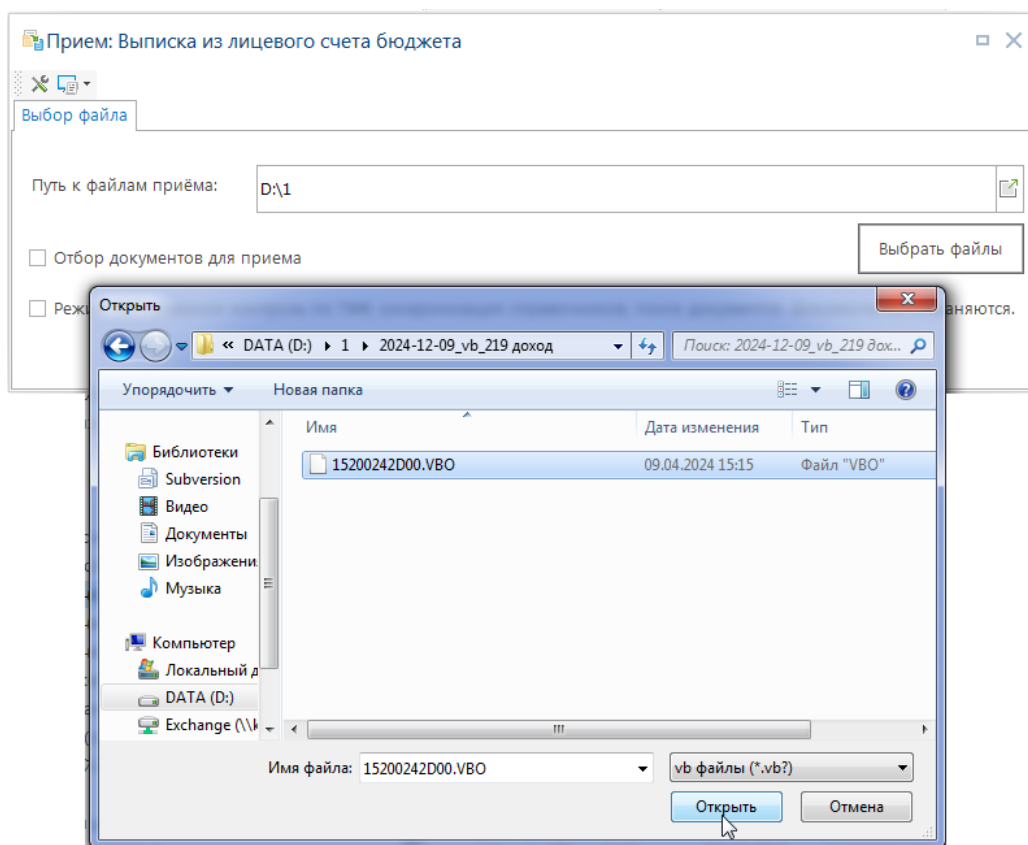 Прием: Выписка из лицевого счета бюджета
Выбор файла
Путь к файлам приёма: D:\1
Отбор документов для приема
Выбрать файлы
Открыть
аняются.
« DATA (D:) 1 2024-12-09_vb_219 доход
Поиск: 2024-12-09_vb_219 дох...
Упорядочить Новая папка
Имя Дата изменения Тип
15200242D00.VBO 09.04.2024 15:15 Файл "VBO"
Библиотеки
Subversion
Видео
Документы
Изображени
Музыка
Компьютер
Локальный д
DATA (D:)
Exchange (\\k
Имя файла: 15200242D00.VBO vb файлы (*.vb?)
Открыть Отмена